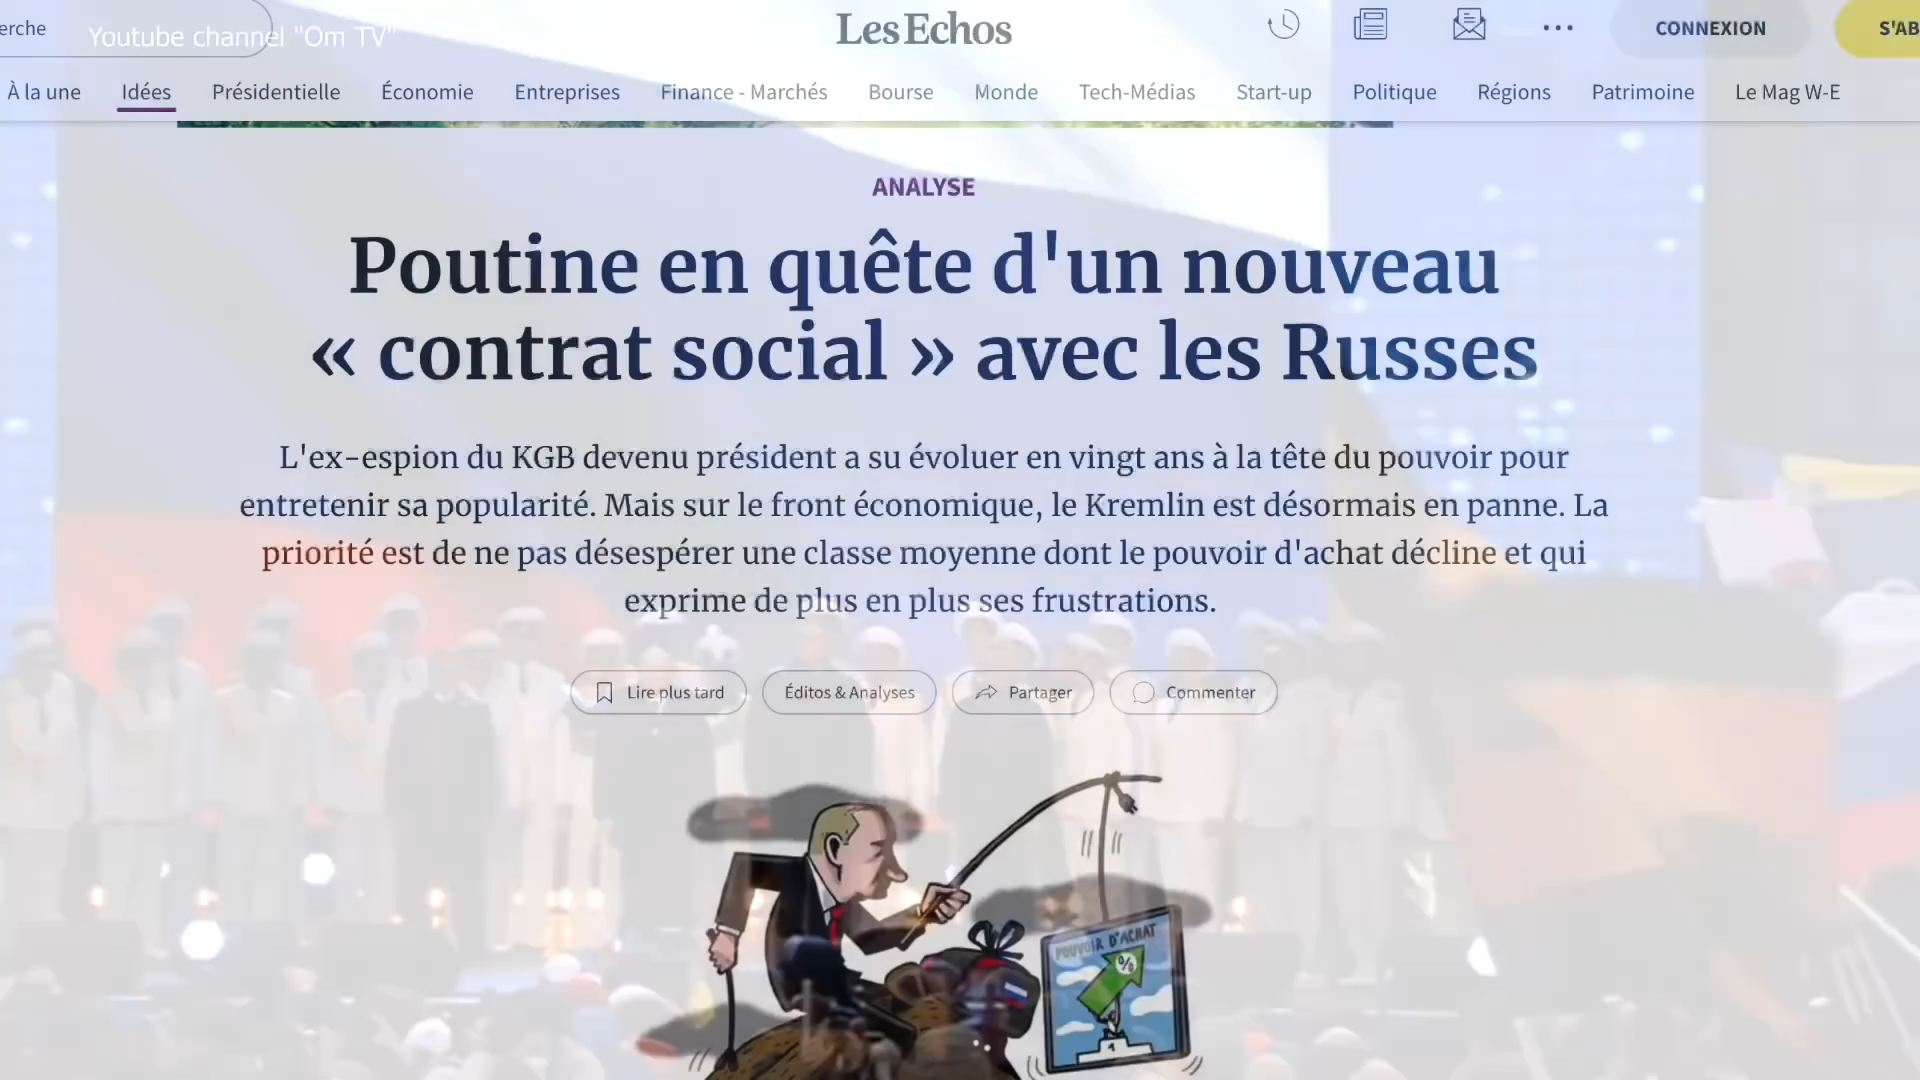 erche
Youtube channel "Om TV"
Les Echos
CONNEXION
S'AB
À la une Idées Présidentielle Économie Entreprises Finance - Marchés Bourse Monde Tech-Médias Start-up Politique Régions Patrimoine Le Mag W-E
ANALYSE
Poutine en quête d'un nouveau
« contrat social » avec les Russes
L'ex-espion du KGB devenu président a su évoluer en vingt ans à la tête du pouvoir pour
entretenir sa popularité. Mais sur le front économique, le Kremlin est désormais en panne. La
priorité est de ne pas désespérer une classe moyenne dont le pouvoir d'achat décline et qui
exprime de plus en plus ses frustrations.
Lire plus tard Éditos & Analyses Partager Commenter
POUVOIR D'ACHAT
%
1